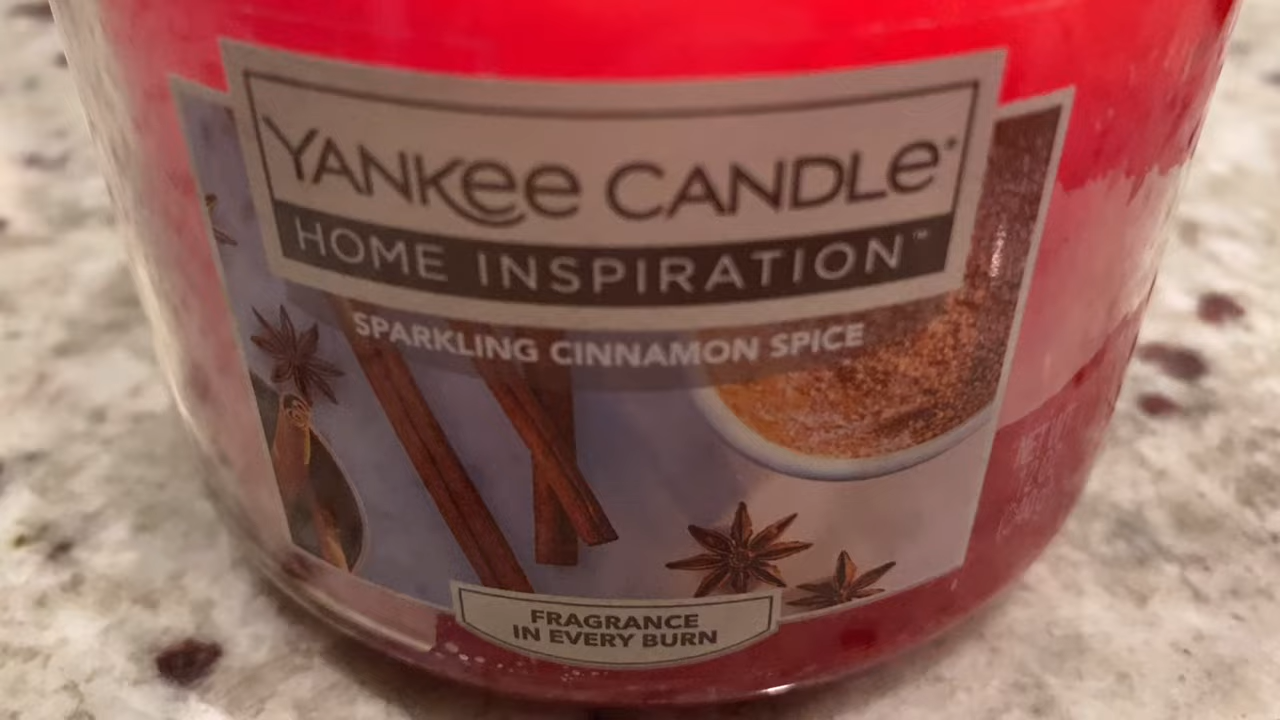 YANKEE CANDLE®
HOME INSPIRATION™
SPARKLING CINNAMON SPICE
FRAGRANCE
IN EVERY BURN